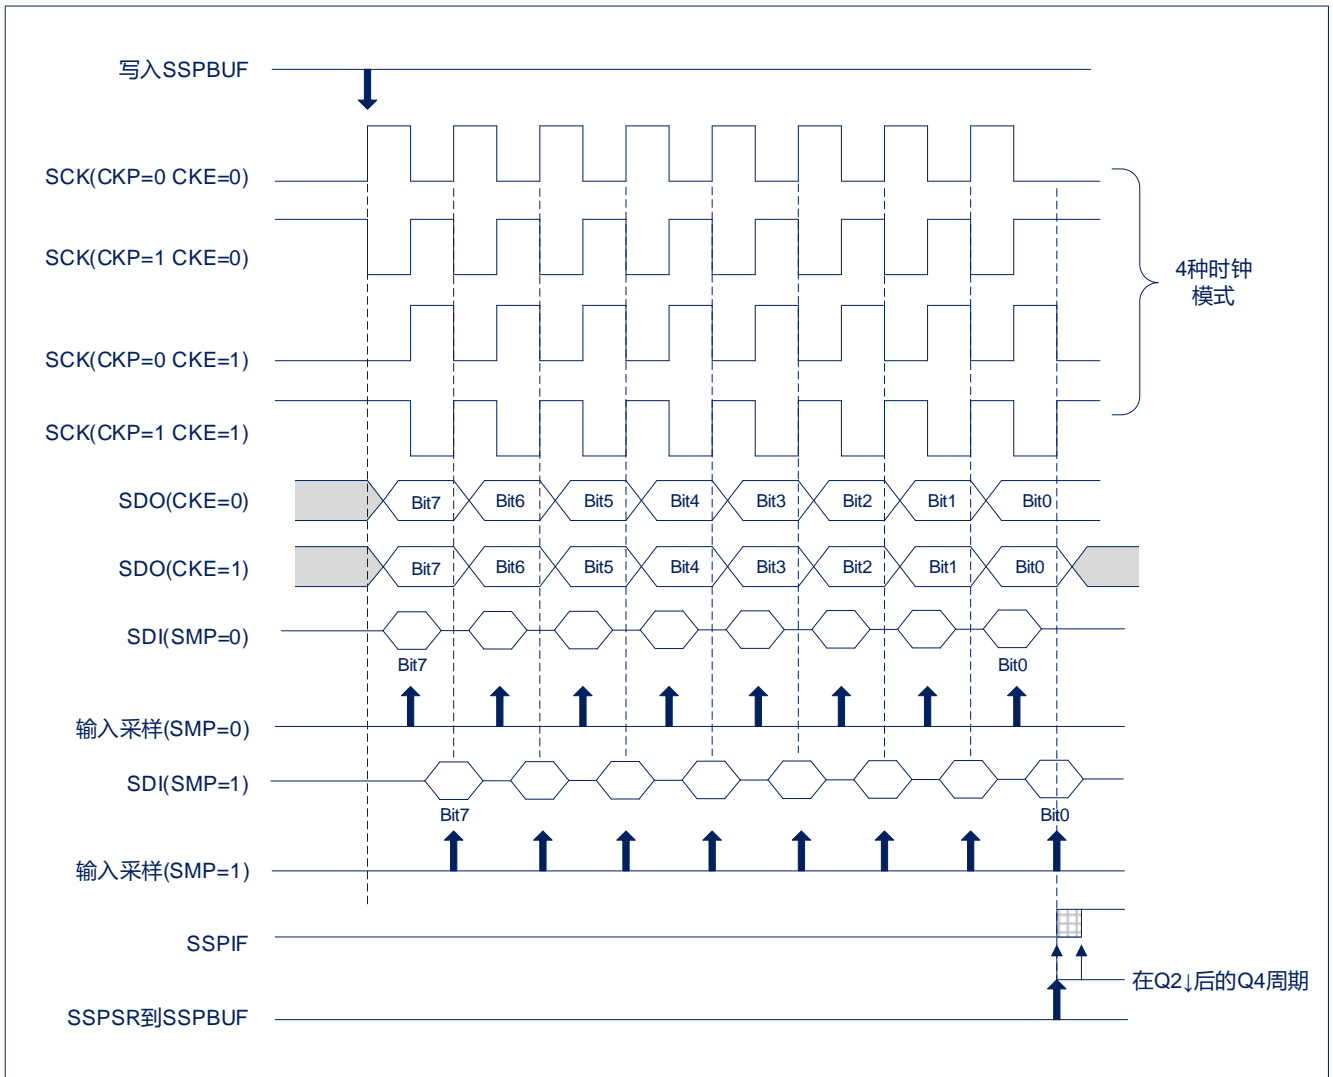 写入SSPBUF
SCK(CKP=0 CKE=0)
SCK(CKP=1 CKE=0)
4种时钟
模式
SCK(CKP=0 CKE=1)
SCK(CKP=1 CKE=1)
SDO(CKE=0) Bit7 Bit6 Bit5 Bit4 Bit3 Bit2 Bit1 Bit0
SDO(CKE=1) Bit7 Bit6 Bit5 Bit4 Bit3 Bit2 Bit1 Bit0
SDI(SMP=0)
Bit7 Bit0
输入采样(SMP=0)
SDI(SMP=1)
Bit7 Bit0
输入采样(SMP=1)
SSPIF
在Q2↓后的Q4周期
SSPSR到SSPBUF